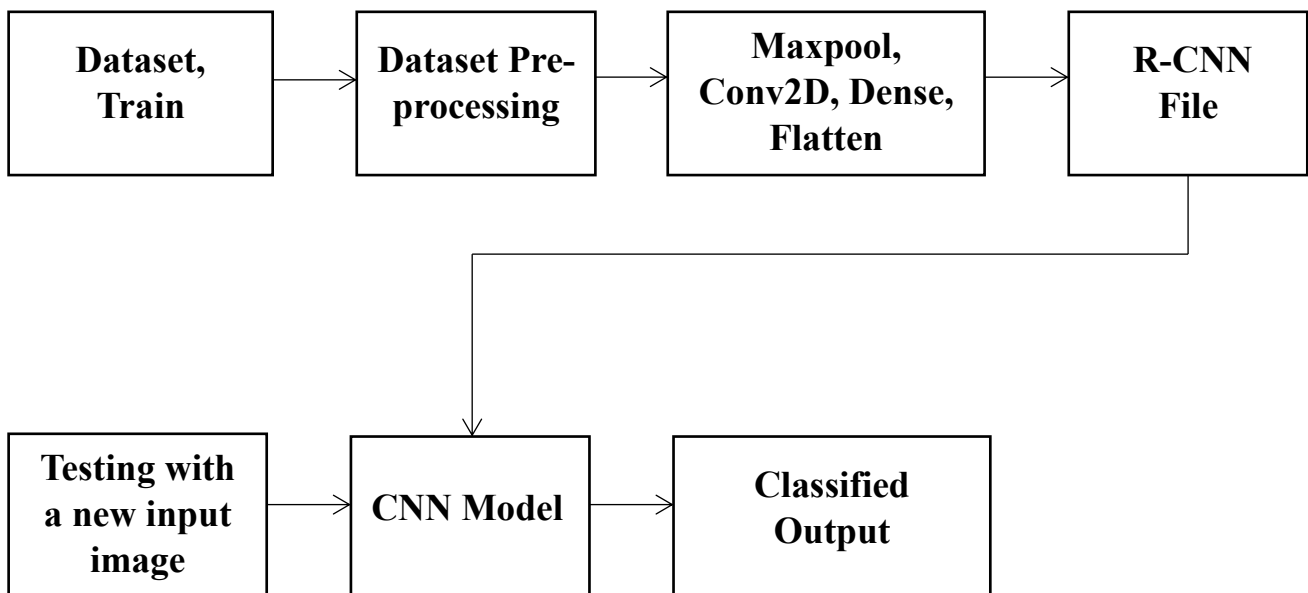 Dataset,
Train
Dataset Pre-
processing
Maxpool,
Conv2D, Dense,
Flatten
R-CNN
File
Testing with
a new input
image
CNN Model
Classified
Output